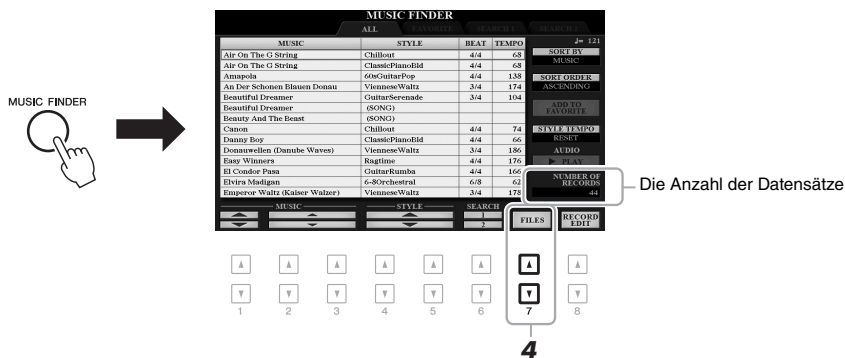 MUSIC FINDER
MUSIC FINDER
ALL FAVORITE SEARCH 1 SEARCH 2
MUSIC STYLE BEAT TEMPO
Air On The G String Chillout 4/4 68
Air On The G String ClassicPianoBld 4/4 68
Amapola 60sGuitarPop 4/4 138
An Der Schonen Blauen Donau VienneseWaltz 3/4 174
Beautiful Dreamer GuitarSerenade 3/4 104
Beautiful Dreamer (SONG)
Beauty And The Beast (SONG)
Canon Chillout 4/4 74
Danny Boy ClassicPianoBld 4/4 66
Donauwellen (Danube Waves) VienneseWaltz 3/4 186
Easy Winners Ragtime 4/4 176
El Condor Pasa GuitarRumba 4/4 166
Elvira Madigan 6-8Orchestral 6/8 62
Emperor Waltz (Kaiser Walzer) VienneseWaltz 3/4 178
♩= 121
SORT BY
MUSIC
SORT ORDER
ASCENDING
ADD TO
FAVORITE
STYLE TEMPO
RESET
AUDIO
▶ PLAY
NUMBER OF
RECORDS
44
Die Anzahl der Datensätze
MUSIC STYLE SEARCH
1
2
FILES
RECORD
EDIT
1 2 3 4 5 6 7 8
4